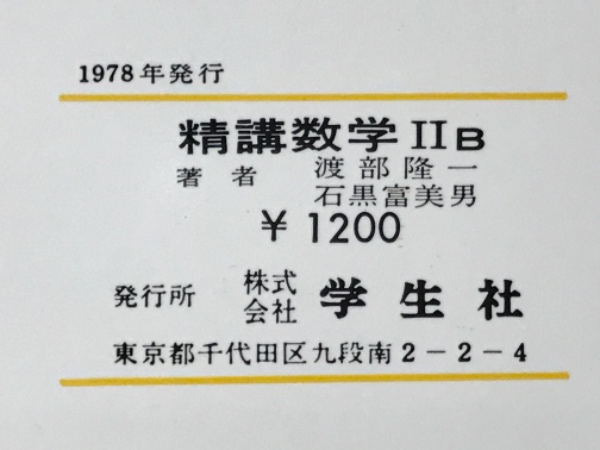 1978年発行
精講数学IIB
著者 渡部隆一
石黒富美男
¥1200
発行所 株式会社 学生社
東京都千代田区九段南2-2-4